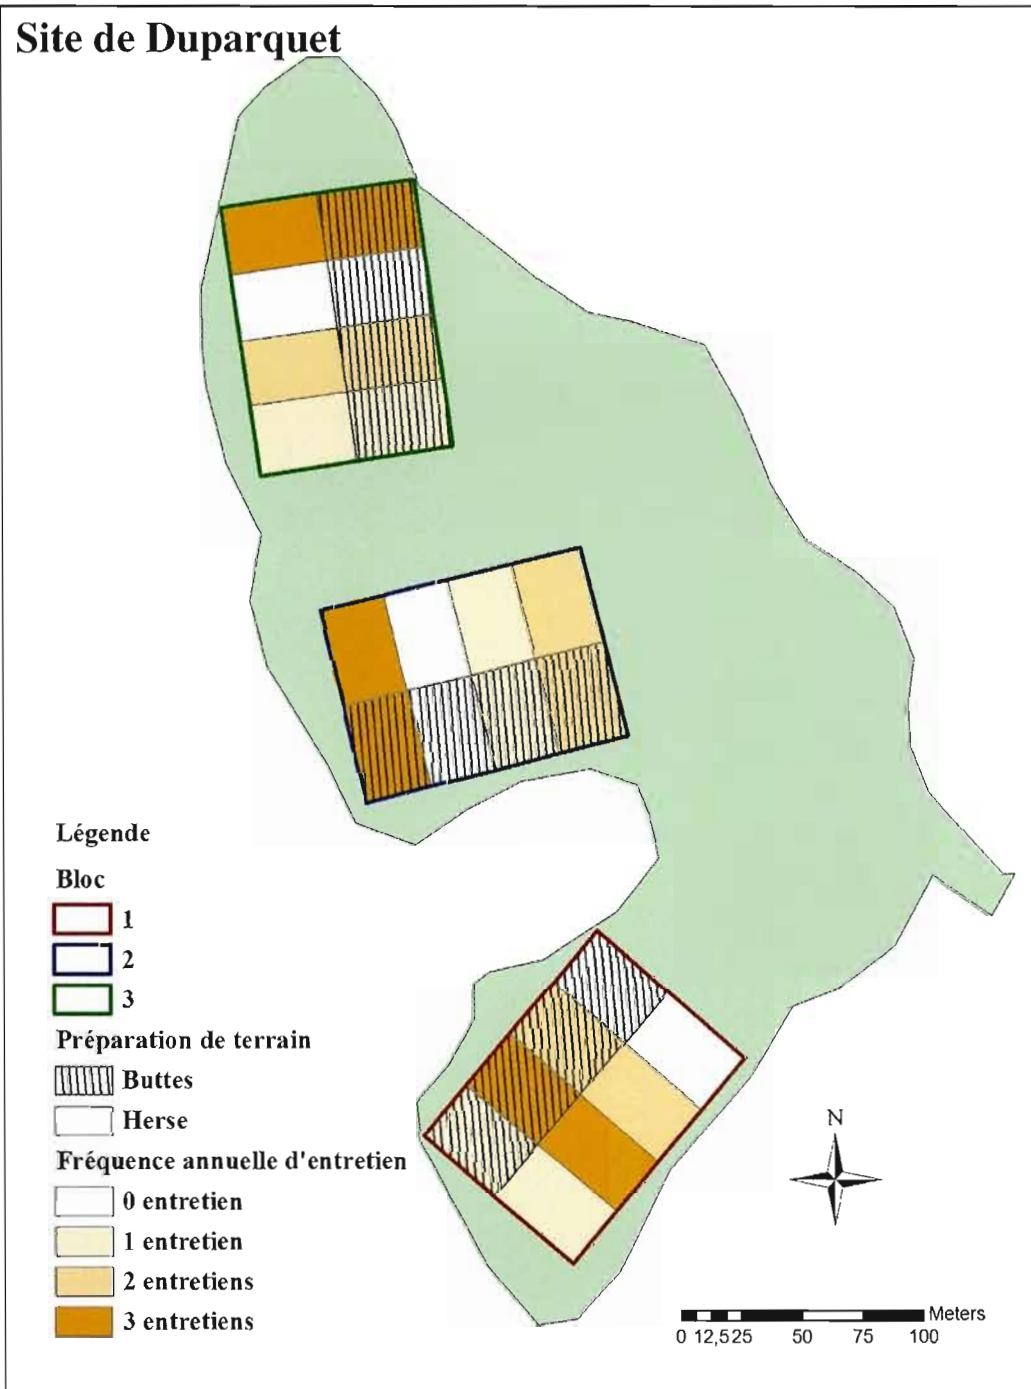 Site de Duparquet
Légende
Bloc
1
2
3
Préparation de terrain
Buttes
Herse
Fréquence annuelle d'entretien
0 entretien
1 entretien
2 entretiens
3 entretiens
N
Meters
0 12,525 50 75 100